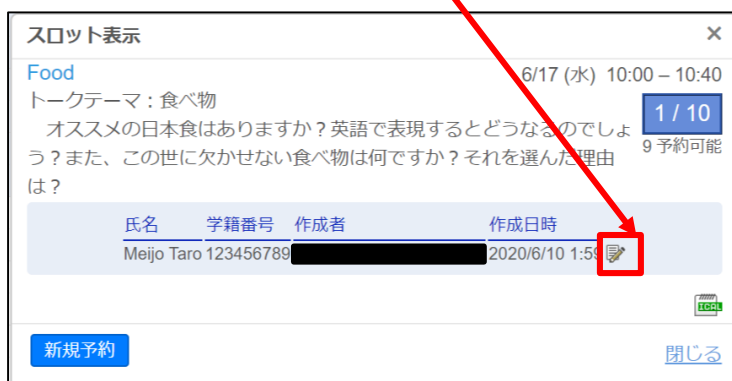 スロット表示 ×
Food 6/17 (水) 10:00 – 10:40
トークテーマ：食べ物
オススメの日本食はありますか？英語で表現するとどうなるのでしょ
う？また、この世に欠かせない食べ物は何ですか？それを選んだ理由
は？
1 / 10
9 予約可能
氏名 学籍番号 作成者 作成日時
Meijo Taro 123456789 2020/6/10 1:59
ICAL
新規予約 閉じる